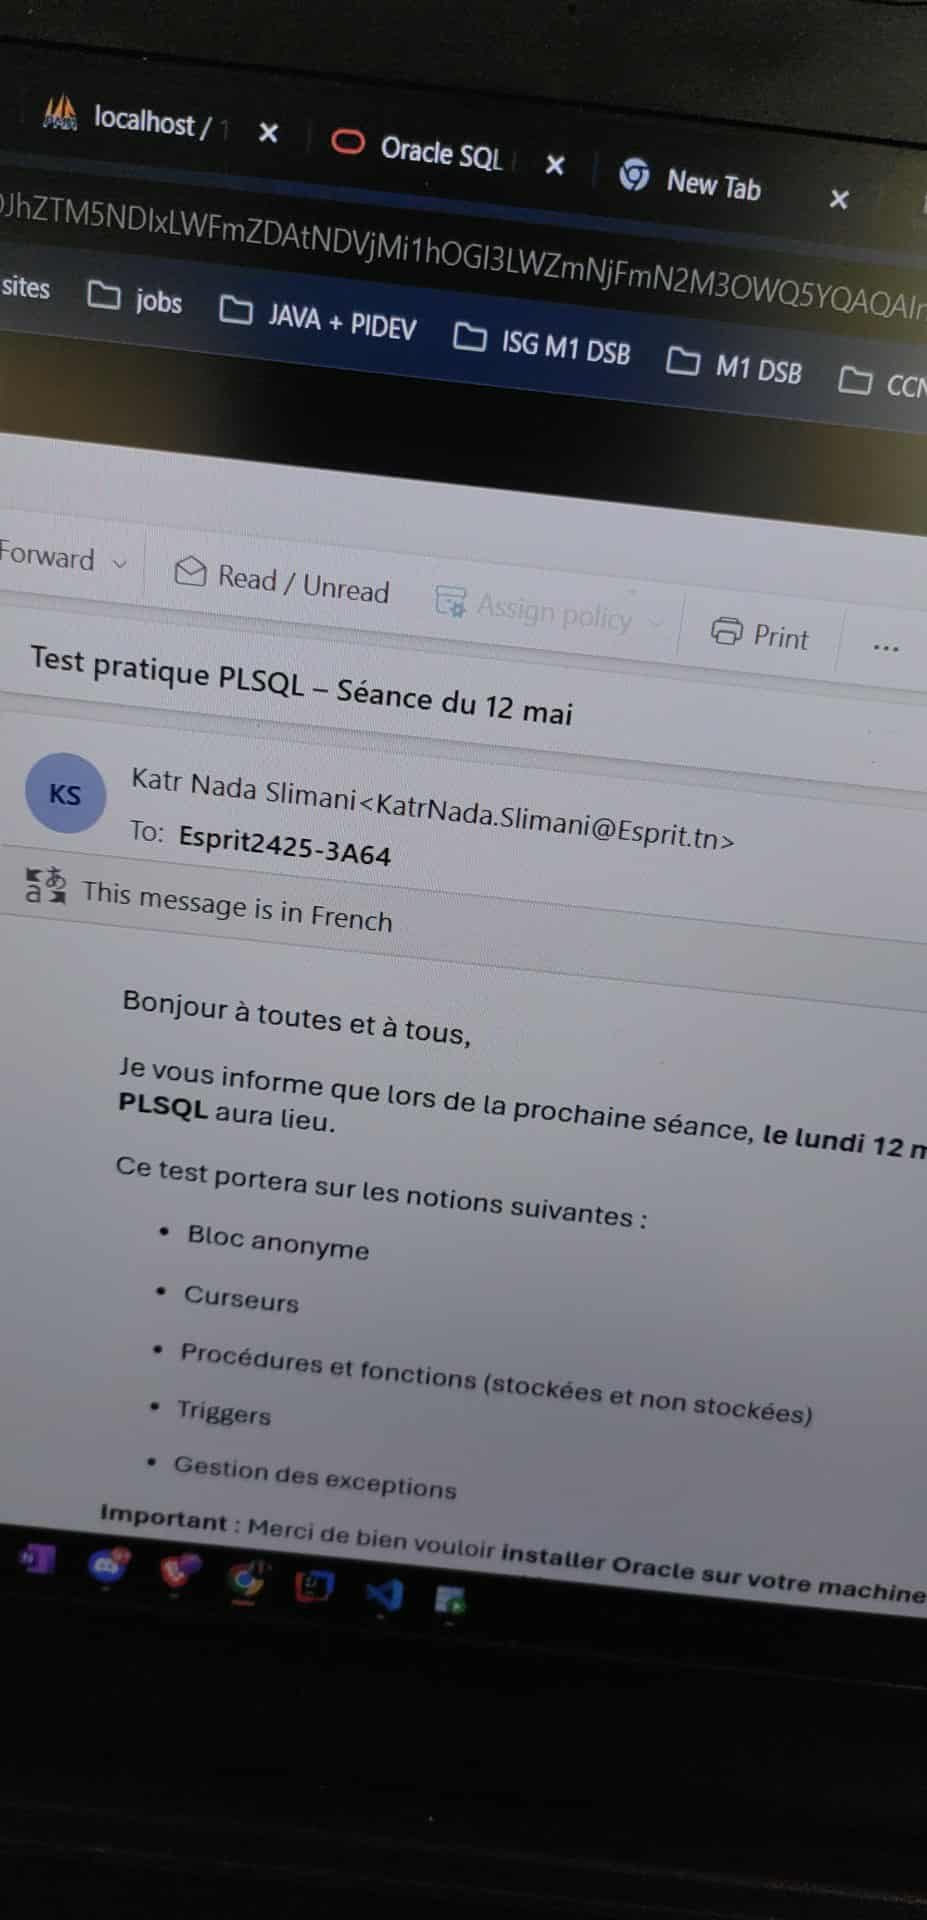 localhost /
Oracle SQL
New Tab
JhZTM5NDIxLWFmZDAtNDVjMi1hOGI3LWZmNjFmN2M3OWQ5YQAQAIr
sites
jobs
JAVA + PIDEV
ISG M1 DSB
M1 DSB
Forward
Read / Unread
Assign policy
Print
...
Test pratique PLSQL – Séance du 12 mai
KS
Katr Nada Slimani<KatrNada.Slimani@Esprit.tn>
To: Esprit2425-3A64
This message is in French
Bonjour à toutes et à tous,
Je vous informe que lors de la prochaine séance, le lundi 12
PLSQL aura lieu.
Ce test portera sur les notions suivantes :
• Bloc anonyme
• Curseurs
• Procédures et fonctions (stockées et non stockées)
• Triggers
• Gestion des exceptions
Important : Merci de bien vouloir installer Oracle sur votre machine